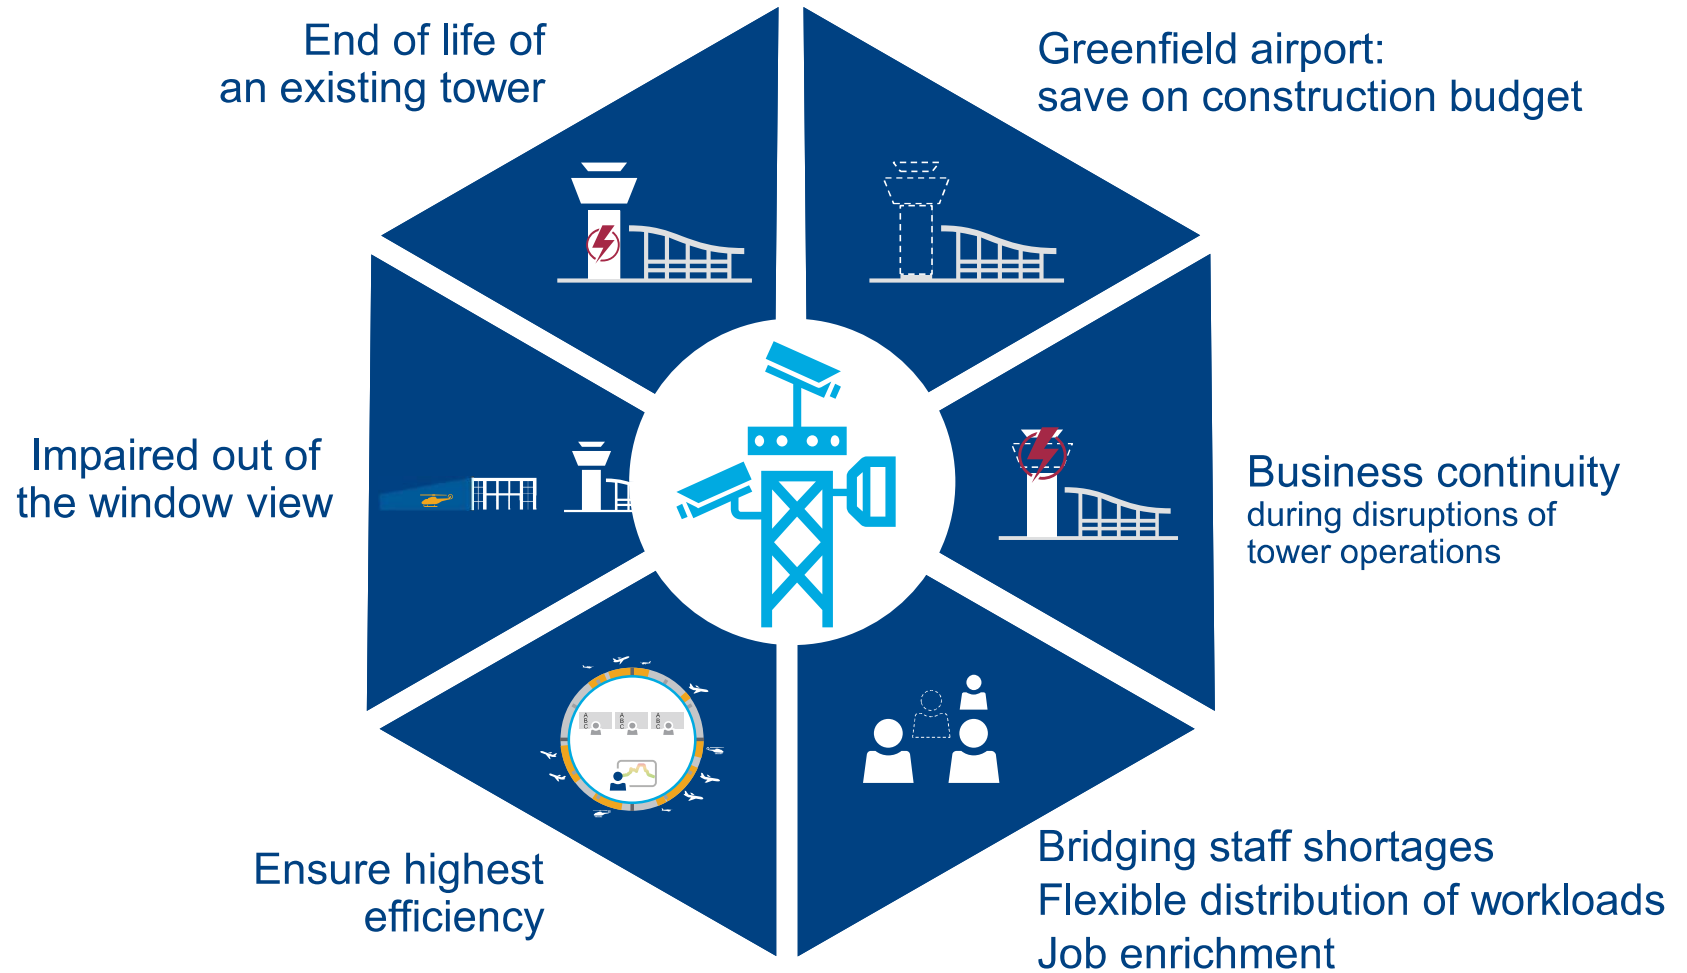 End of life of
an existing tower
Greenfield airport:
save on construction budget
Impaired out of
the window view
Business continuity
during disruptions of
tower operations
Ensure highest
efficiency
A
B
C
A
B
C
A
B
C
Bridging staff shortages
Flexible distribution of workloads
Job enrichment